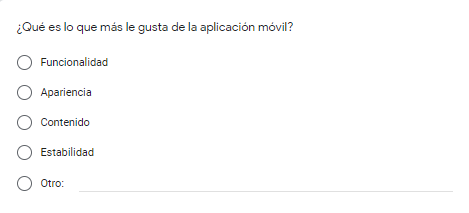 ¿Qué es lo que más le gusta de la aplicación móvil?
Funcionalidad
Apariencia
Contenido
Estabilidad
Otro: